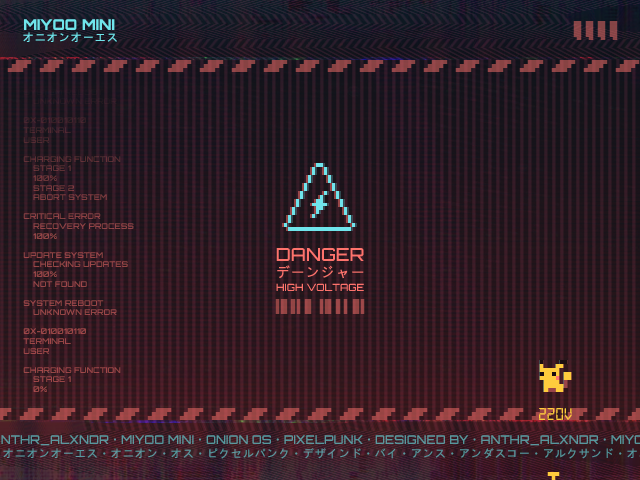 MIYOO MINI
オニオンオーエス
0X-010010110
TERMINAL
USER
CHARGING FUNCTION
STAGE 1
100%
STAGE 2
ABORT SYSTEM
CRITICAL ERROR
RECOVERY PROCESS
100%
UPDATE SYSTEM
CHECKING UPDATES
100%
NOT FOUND
SYSTEM REBOOT
UNKNOWN ERROR
0X-010010110
TERMINAL
USER
CHARGING FUNCTION
STAGE 1
0%
DANGER
デーンジャー
HIGH VOLTAGE
220V
NTHR_ALXNDR · MIYOO MINI · ONION OS · PIXELPUNK · DESIGNED BY · ANTHR_ALXNDR · MIYO
オニオンオーエス・オニオン・オス・ピクセルパンク・デザインド・バイ・アンス・アンダスコー・アルクサンド・オ